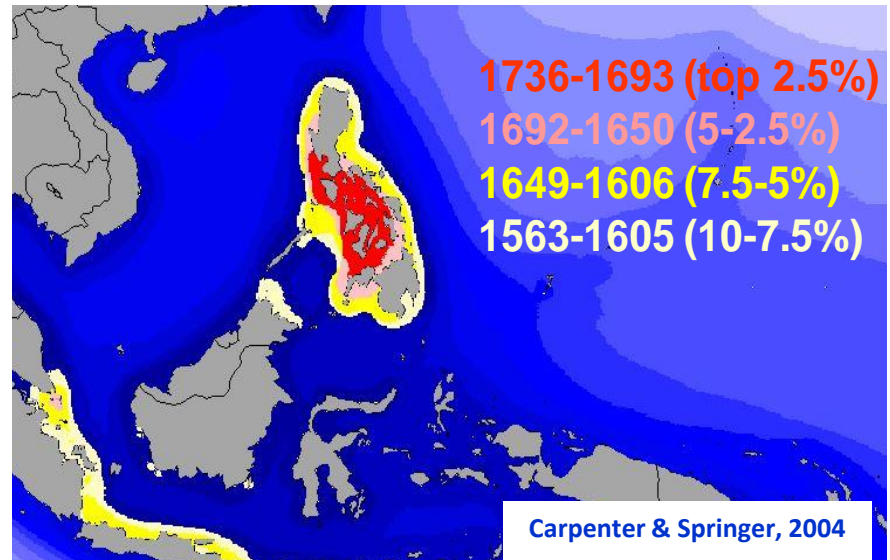 1736-1693 (top 2.5%)
1692-1650 (5-2.5%)
1649-1606 (7.5-5%)
1563-1605 (10-7.5%)
Carpenter & Springer, 2004